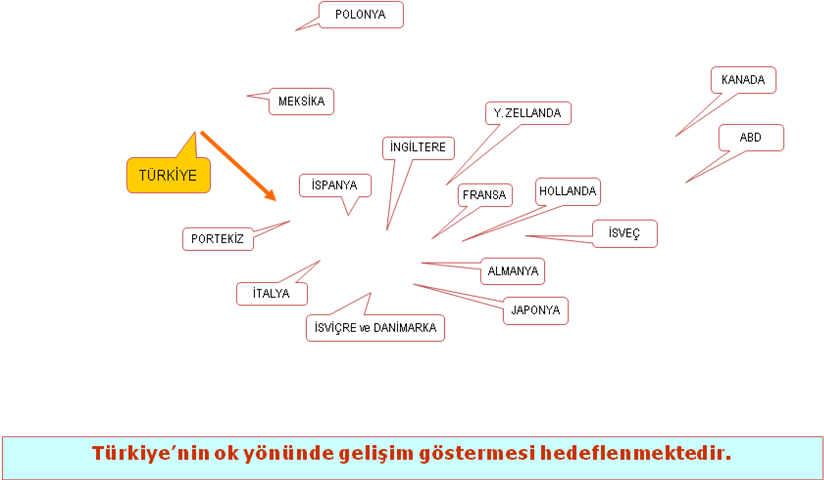 POLONYA
KANADA
MEKSİKA
Y. ZELLANDA
ABD
İNGİLTERE
TÜRKİYE
İSPANYA
FRANSA
HOLLANDA
İSVEÇ
PORTEKİZ
ALMANYA
İTALYA
JAPONYA
İSVİÇRE ve DANİMARKA
Türkiye’nin ok yönünde gelişim göstermesi hedeflenmektedir.